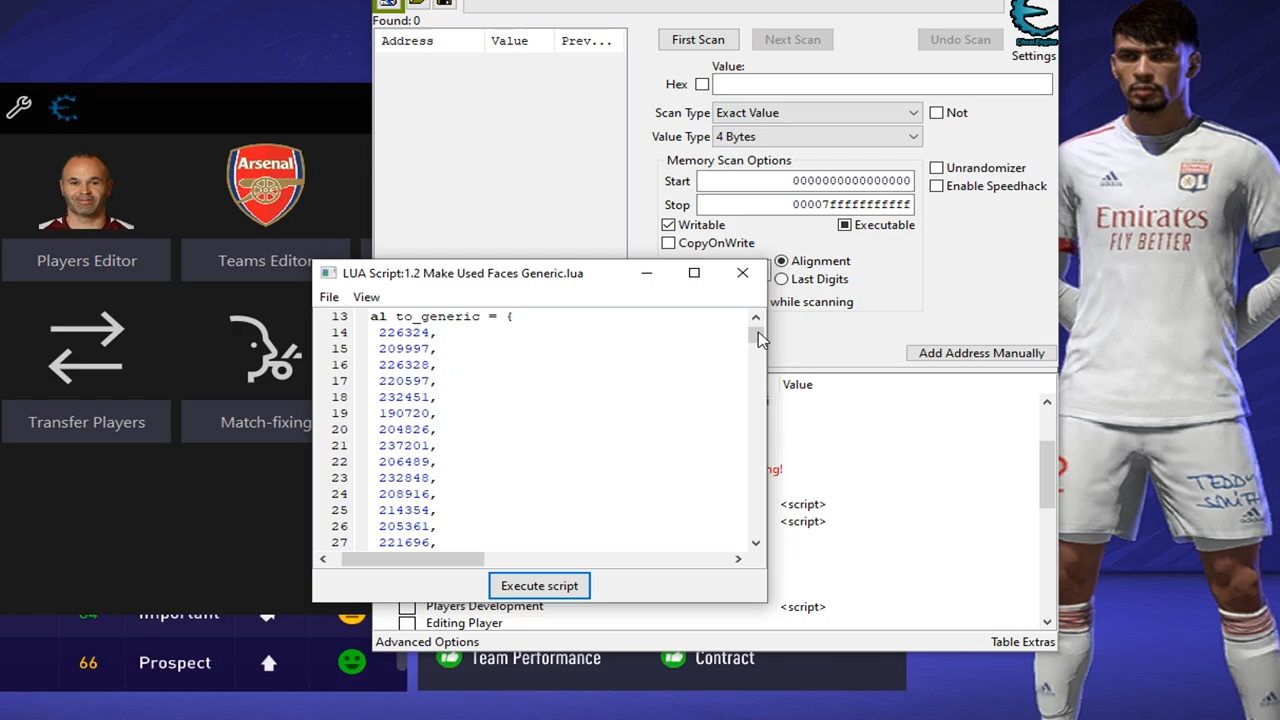 Found: 0
Address Value Prev...
First Scan Next Scan Undo Scan
Settings
Value:
Hex
Scan Type Exact Value Not
Value Type 4 Bytes
Memory Scan Options
Start 0000000000000000
Stop 00007fffffffffff
Unrandomizer
Enable Speedhack
Writable Executable
CopyOnWrite
Alignment
Last Digits
while scanning
Add Address Manually
Arsenal
Players Editor
Teams Editor
Transfer Players
Match-fixing
LUA Script:1.2 Make Used Faces Generic.lua
File View
13 al to_generic = {
14 226324,
15 209997,
16 226328,
17 220597,
18 232451,
19 190720,
20 204826,
21 237201,
22 206489,
23 232848,
24 208916,
25 214354,
26 205361,
27 221696,
Execute script
Value
ng!
<script>
<script>
Players Development <script>
Editing Player
Advanced Options Table Extras
64 Important
66 Prospect
Team Performance
Contract
Emirates
FLY BETTER
TEDDY
SMITH